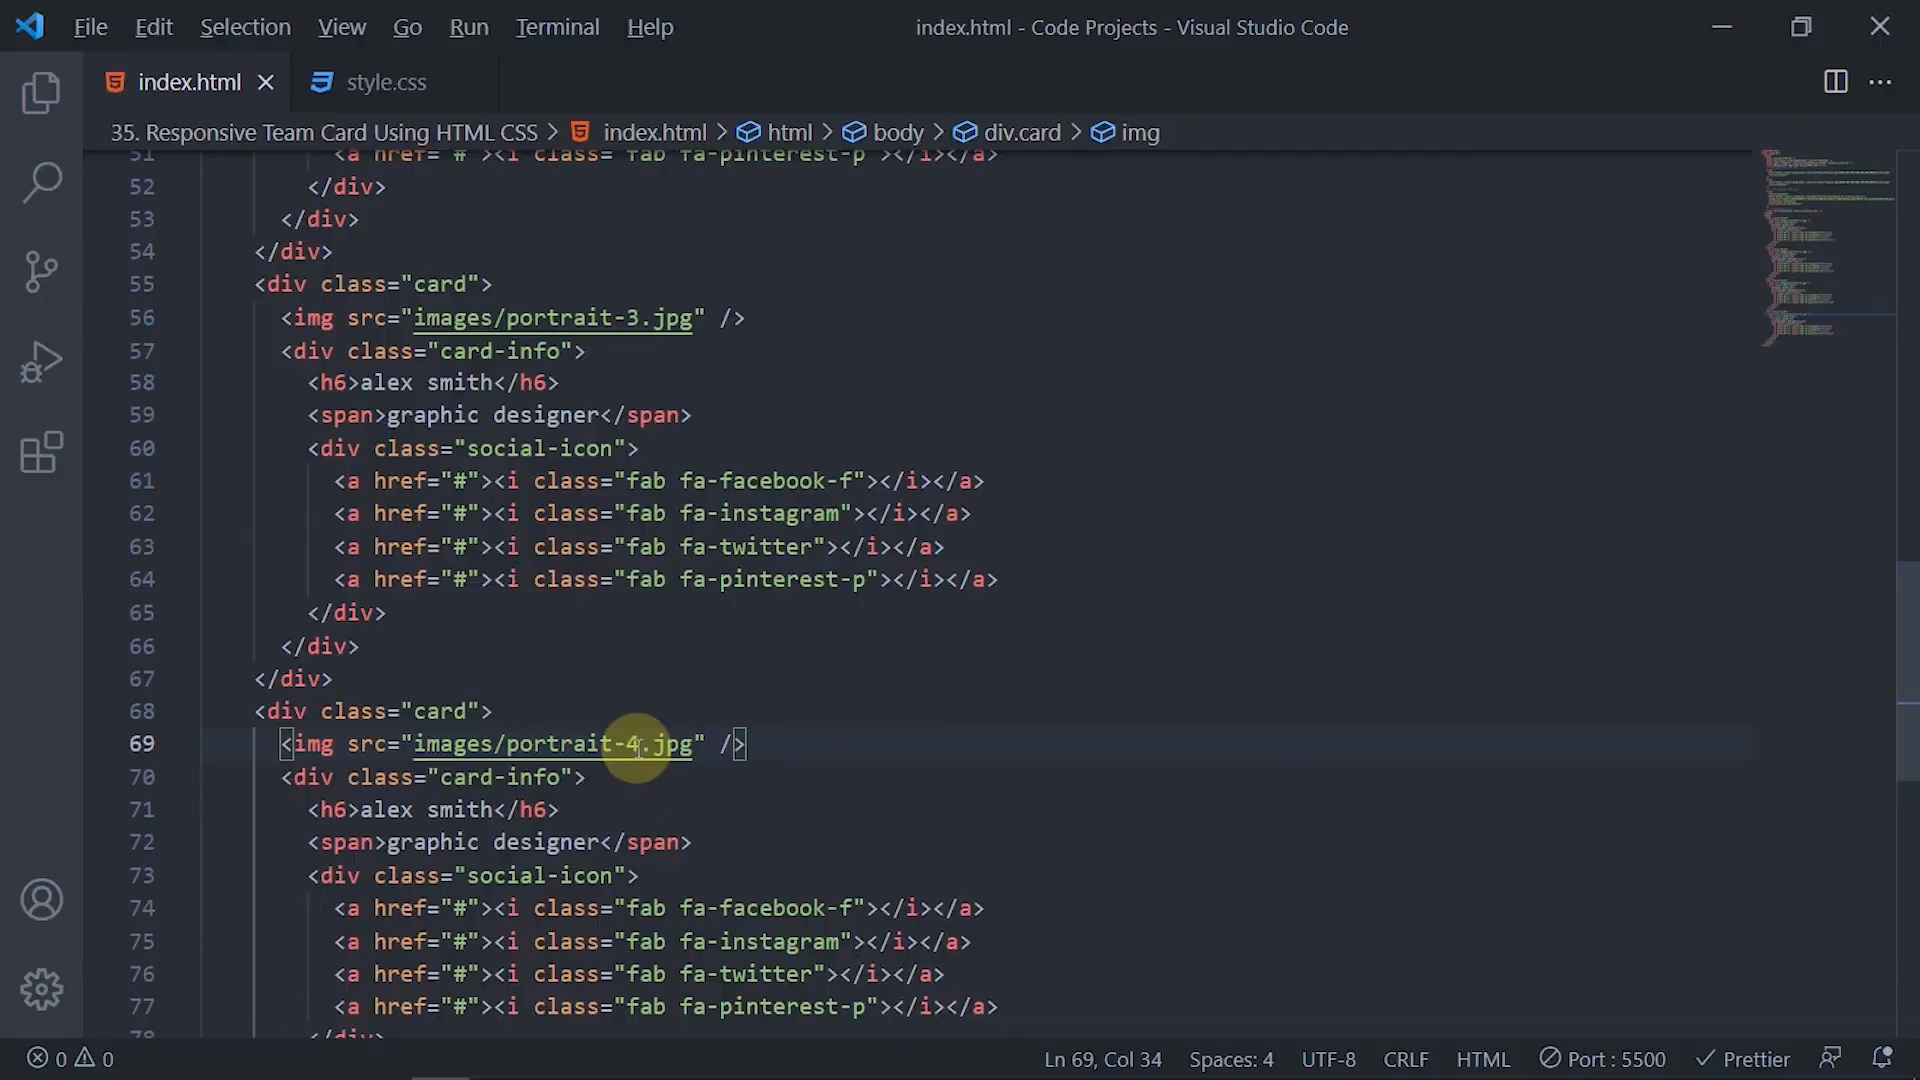 File Edit Selection View Go Run Terminal Help index.html - Code Projects - Visual Studio Code
index.html style.css
35. Responsive Team Card Using HTML CSS > index.html > html > body > div.card > img
51 <a href="#"><i class="fab fa-pinterest-p"></i></a>
52 </div>
53 </div>
54 </div>
55 <div class="card">
56 <img src="images/portrait-3.jpg" />
57 <div class="card-info">
58 <h6>alex smith</h6>
59 <span>graphic designer</span>
60 <div class="social-icon">
61 <a href="#"><i class="fab fa-facebook-f"></i></a>
62 <a href="#"><i class="fab fa-instagram"></i></a>
63 <a href="#"><i class="fab fa-twitter"></i></a>
64 <a href="#"><i class="fab fa-pinterest-p"></i></a>
65 </div>
66 </div>
67 </div>
68 <div class="card">
69 <img src="images/portrait-4.jpg" />
70 <div class="card-info">
71 <h6>alex smith</h6>
72 <span>graphic designer</span>
73 <div class="social-icon">
74 <a href="#"><i class="fab fa-facebook-f"></i></a>
75 <a href="#"><i class="fab fa-instagram"></i></a>
76 <a href="#"><i class="fab fa-twitter"></i></a>
77 <a href="#"><i class="fab fa-pinterest-p"></i></a>
78 </div>
0 0 Ln 69, Col 34 Spaces: 4 UTF-8 CRLF HTML Port : 5500 Prettier